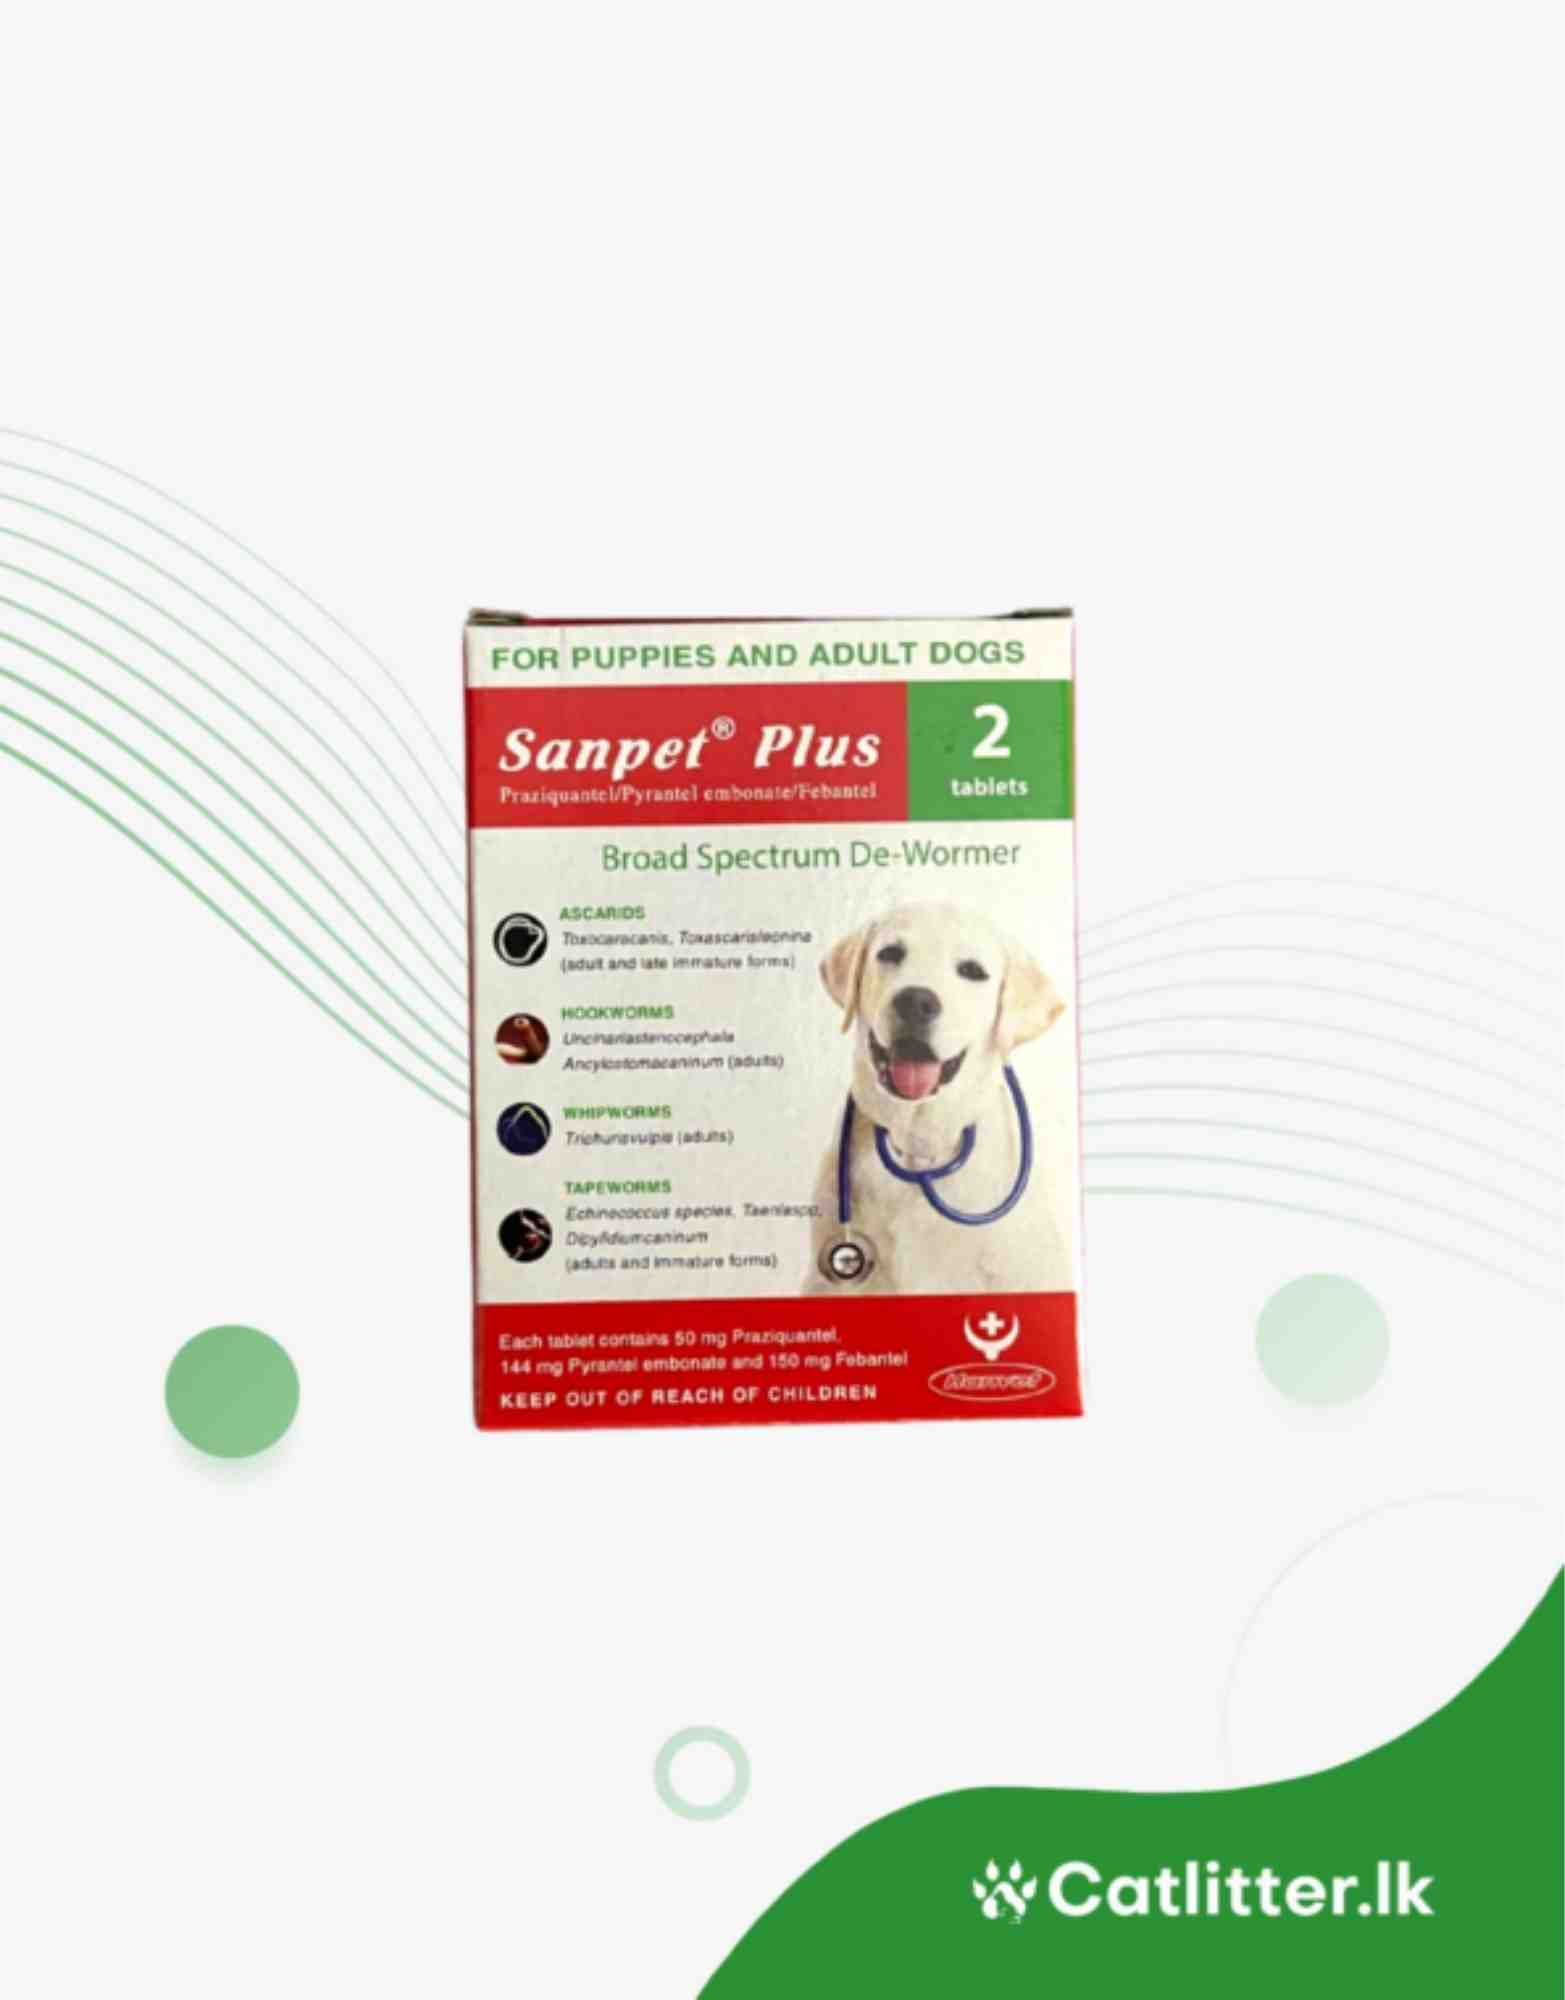 FOR PUPPIES AND ADULT DOGS
Sanpet® Plus
Praziquantel/Pyrantel embonate/Febantel
2
tablets
Broad Spectrum De-Wormer
ASCARIDS
Toxocaracanis, Toxascarisleonina
(adult and late immature forms)
HOOKWORMS
Uncinariastenocephala
Ancylostomacaninum (adults)
WHIPWORMS
Trichurisvulpis (adults)
TAPEWORMS
Echinococcus species, Taeniaspp,
Dipylidiumcaninum
(adults and immature forms)
Each tablet contains 50 mg Praziquantel,
144 mg Pyrantel embonate and 150 mg Febantel
KEEP OUT OF REACH OF CHILDREN
Catlitter.lk